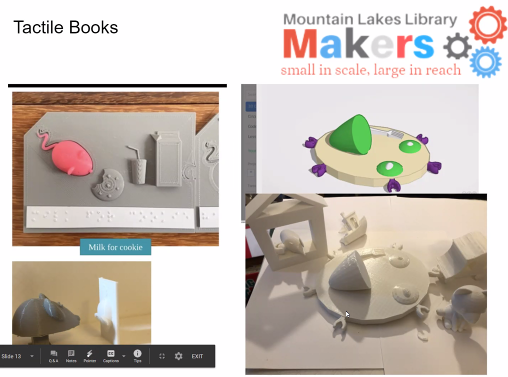 Tactile Books
Mountain Lakes Library
Makers
small in scale, large in reach
Milk for cookie
Slide 13
Q & A
Notes
Pointer
Captions
Tips
EXIT